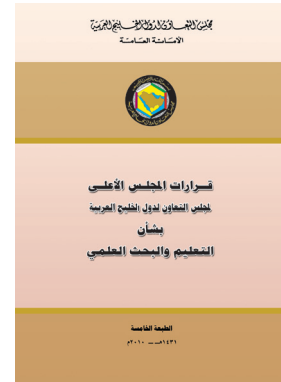 مجلس التعاون لدول الخليج العربية
الأمانة العامة
قرارات المجلس الأعلى
لمجلس التعاون لدول الخليج العربية
بشأن
التعليم والبحث العلمي
الطبعة الخامسة
١٤٣١هـ ــ ٢٠١٠م